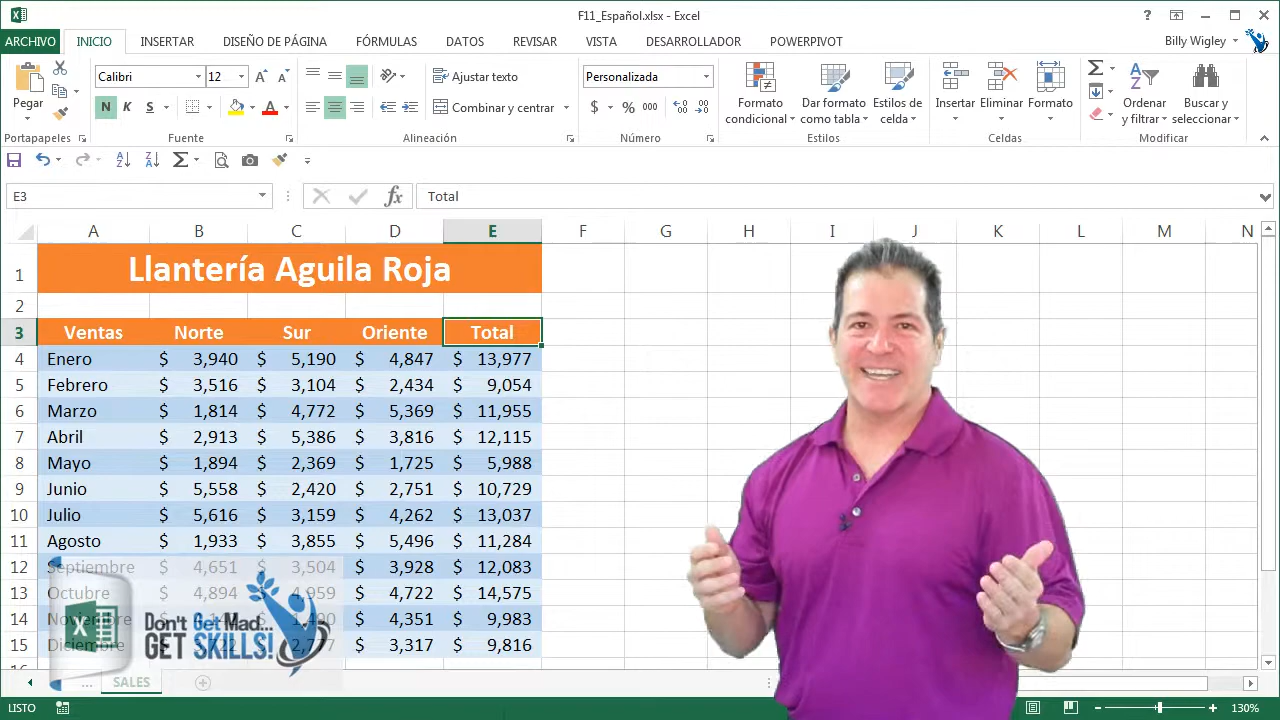 F11_Español.xlsx - Excel
ARCHIVO INICIO INSERTAR DISEÑO DE PÁGINA FÓRMULAS DATOS REVISAR VISTA DESARROLLADOR POWERPIVOT Billy Wigley
Calibri 12 Ajustar texto Personalizada
Pegar N K S A A A Combinar y centrar $ % 000 Formato condicional Dar formato como tabla Estilos de celda Insertar Eliminar Formato Ordenar y filtrar Buscar y seleccionar
Portapapeles Fuente Alineación Número Estilos Celdas Modificar
E3 fx Total
A B C D E F G H I J K L M N
1 Llantería Aguila Roja
2
3 Ventas Norte Sur Oriente Total
4 Enero $ 3,940 $ 5,190 $ 4,847 $ 13,977
5 Febrero $ 3,516 $ 3,104 $ 2,434 $ 9,054
6 Marzo $ 1,814 $ 4,772 $ 5,369 $ 11,955
7 Abril $ 2,913 $ 5,386 $ 3,816 $ 12,115
8 Mayo $ 1,894 $ 2,369 $ 1,725 $ 5,988
9 Junio $ 5,558 $ 2,420 $ 2,751 $ 10,729
10 Julio $ 5,616 $ 3,159 $ 4,262 $ 13,037
11 Agosto $ 1,933 $ 3,855 $ 5,496 $ 11,284
12 Septiembre $ 4,651 $ 3,504 $ 3,928 $ 12,083
13 Octubre $ 4,894 $ 4,959 $ 4,722 $ 14,575
14 Noviembre $ 4,351 $ 9,983
15 Diciembre $ 3,317 $ 9,816
Don't Get Mad...
GET SKILLS!
... SALES
LISTO 130%